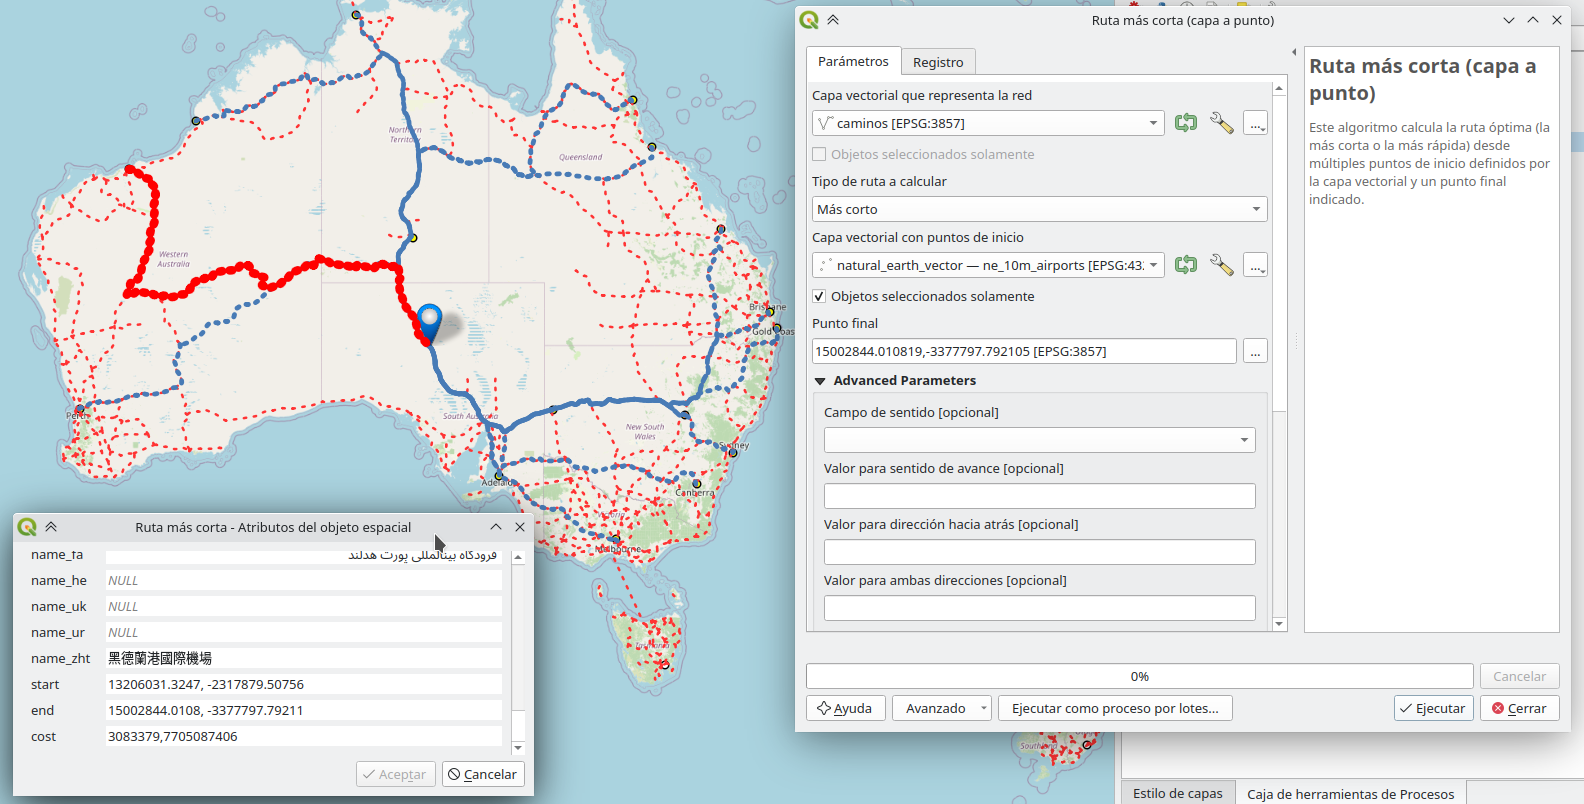 Northern
Territory
Queensland
Western
Australia
Brisbane
Perth
South Australia
New South
Wales
Sydney
Canberra
Victoria
Melbourne
Tasmania
Ruta más corta (capa a punto)
Parámetros
Registro
Capa vectorial que representa la red
caminos [EPSG:3857]
...
Objetos seleccionados solamente
Tipo de ruta a calcular
Más corto
Capa vectorial con puntos de inicio
natural_earth_vector — ne_10m_airports [EPSG:43
...
Objetos seleccionados solamente
Punto final
15002844.010819,-3377797.792105 [EPSG:3857]
...
Advanced Parameters
Campo de sentido [opcional]
Valor para sentido de avance [opcional]
Valor para dirección hacia atrás [opcional]
Valor para ambas direcciones [opcional]
Ruta más corta (capa a
punto)
Este algoritmo calcula la ruta óptima (la
más corta o la más rápida) desde
múltiples puntos de inicio definidos por
la capa vectorial y un punto final
indicado.
0%
Cancelar
Ayuda
Avanzado
Ejecutar como proceso por lotes...
Ejecutar
Cerrar
Ruta más corta - Atributos del objeto espacial
name_fa فرودگاه بین‌المللی پورت هدلند
name_he NULL
name_uk NULL
name_ur NULL
name_zht 黑德蘭港國際機場
start 13206031.3247, -2317879.50756
end 15002844.0108, -3377797.79211
cost 3083379,7705087406
Aceptar
Cancelar
Estilo de capas
Caja de herramientas de Procesos